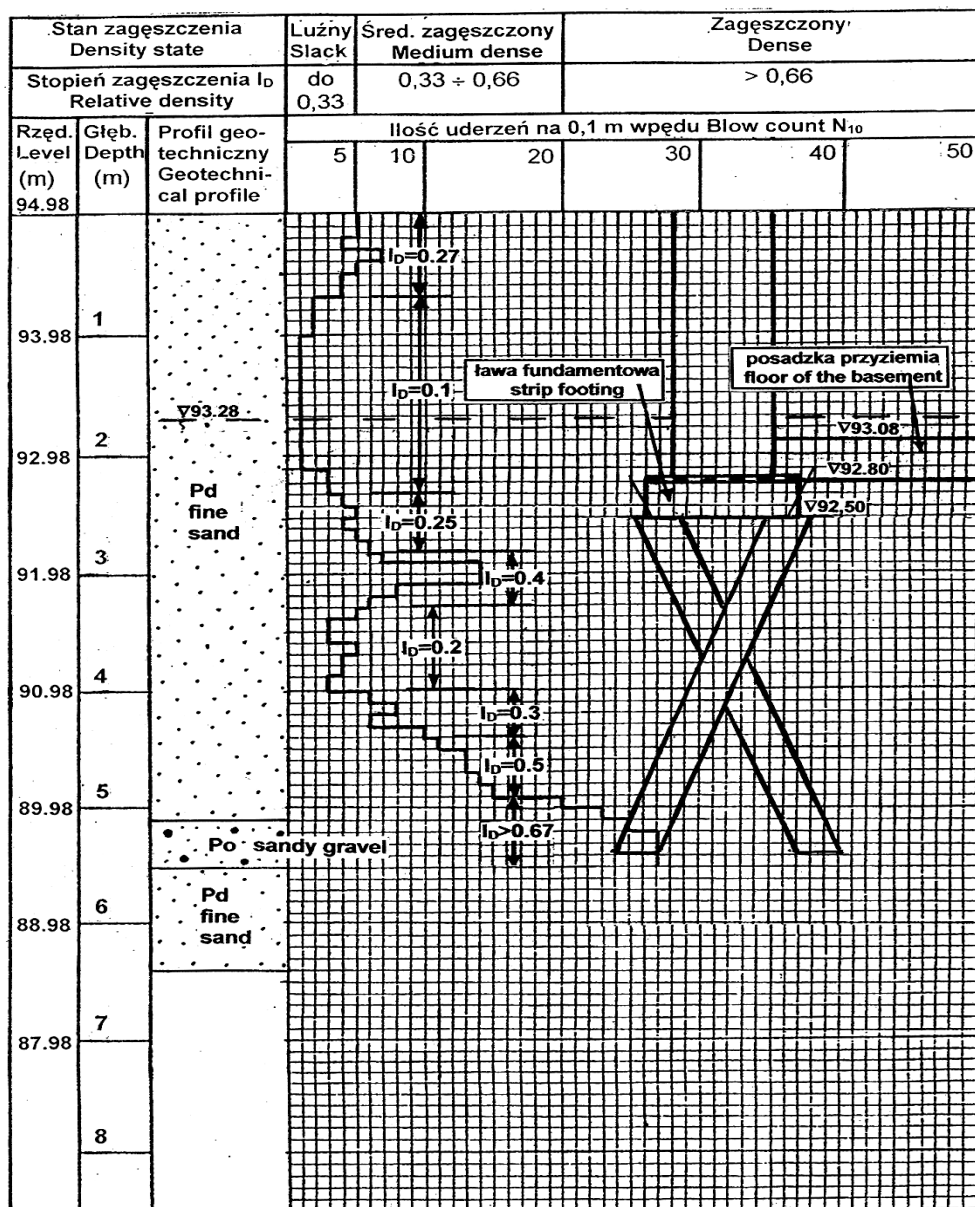 Stan zagęszczenia
Density state
Luźny
Slack
Śred. zagęszczony
Medium dense
Zagęszczony
Dense
Stopień zagęszczenia ID
Relative density
do
0,33
0,33 ÷ 0,66
> 0,66
Rzęd.
Level
(m)
94.98
Głęb.
Depth
(m)
Profil geo-
techniczny
Geotechni-
cal profile
Ilość uderzeń na 0,1 m wpędu Blow count N10
5 10 20 30 40 50
ID=0.27
1
93.98
ława fundamentowa
strip footing
posadzka przyziemia
floor of the basement
ID=0.1
∇93.28
∇93.08
2
92.98
∇92.80
Pd
fine
sand
∇92,50
ID=0.25
3
91.98
ID=0.4
ID=0.2
4
90.98
ID=0.3
ID=0.5
5
89.98
ID>0.67
Po sandy gravel
Pd
fine
sand
6
88.98
7
87.98
8